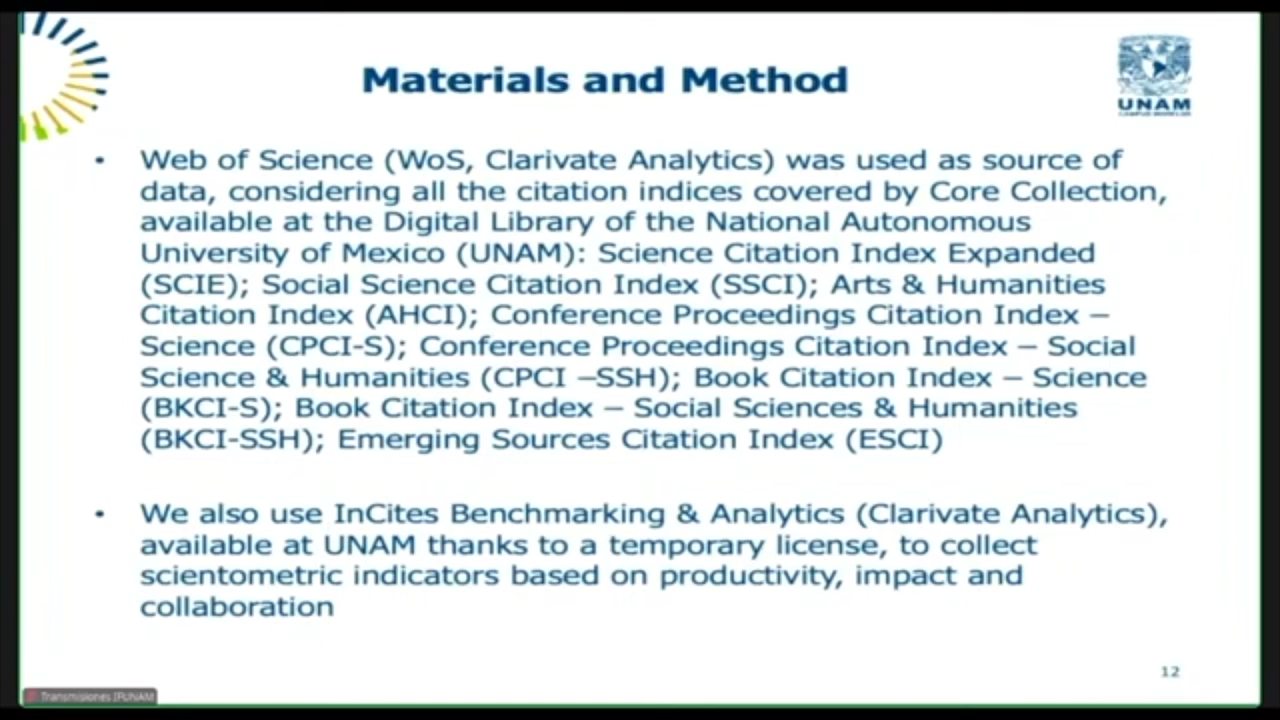 Materials and Method
UNAM
• Web of Science (WoS, Clarivate Analytics) was used as source of
data, considering all the citation indices covered by Core Collection,
available at the Digital Library of the National Autonomous
University of Mexico (UNAM): Science Citation Index Expanded
(SCIE); Social Science Citation Index (SSCI); Arts & Humanities
Citation Index (AHCI); Conference Proceedings Citation Index –
Science (CPCI-S); Conference Proceedings Citation Index – Social
Science & Humanities (CPCI –SSH); Book Citation Index – Science
(BKCI-S); Book Citation Index – Social Sciences & Humanities
(BKCI-SSH); Emerging Sources Citation Index (ESCI)
• We also use InCites Benchmarking & Analytics (Clarivate Analytics),
available at UNAM thanks to a temporary license, to collect
scientometric indicators based on productivity, impact and
collaboration
12
Transmisiones